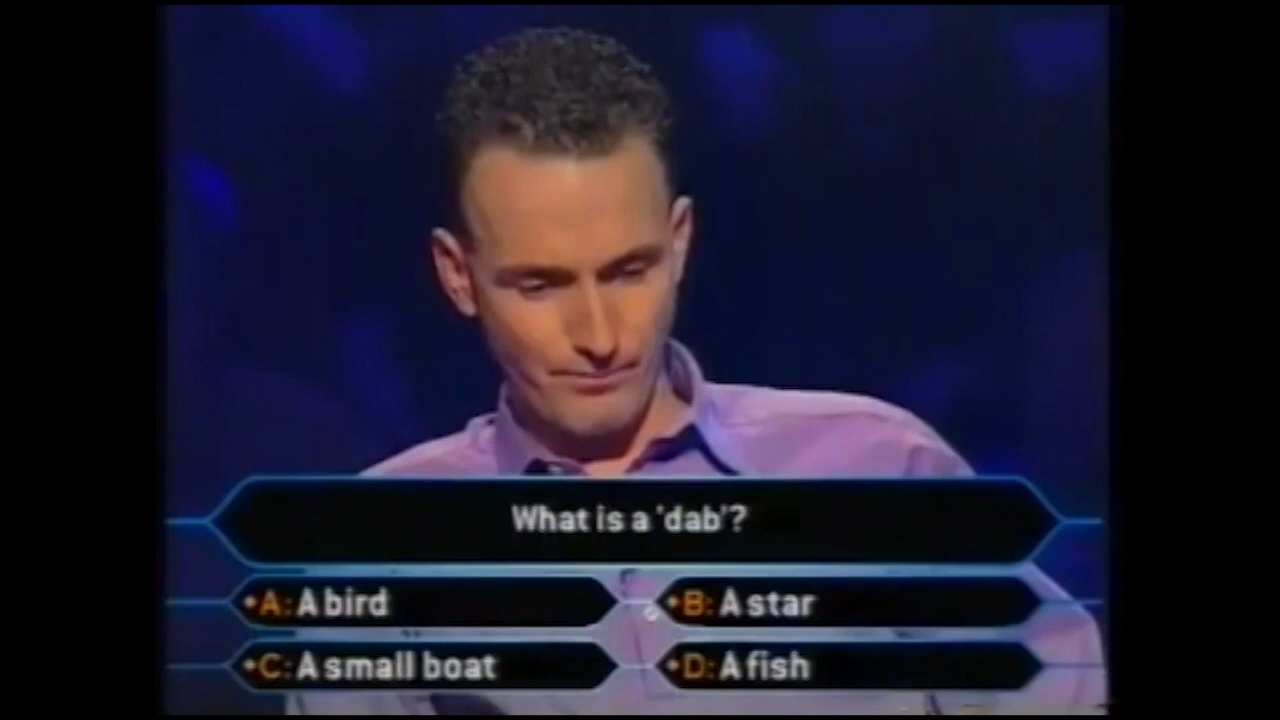 What is a 'dab'?
A: A bird
B: A star
C: A small boat
D: A fish